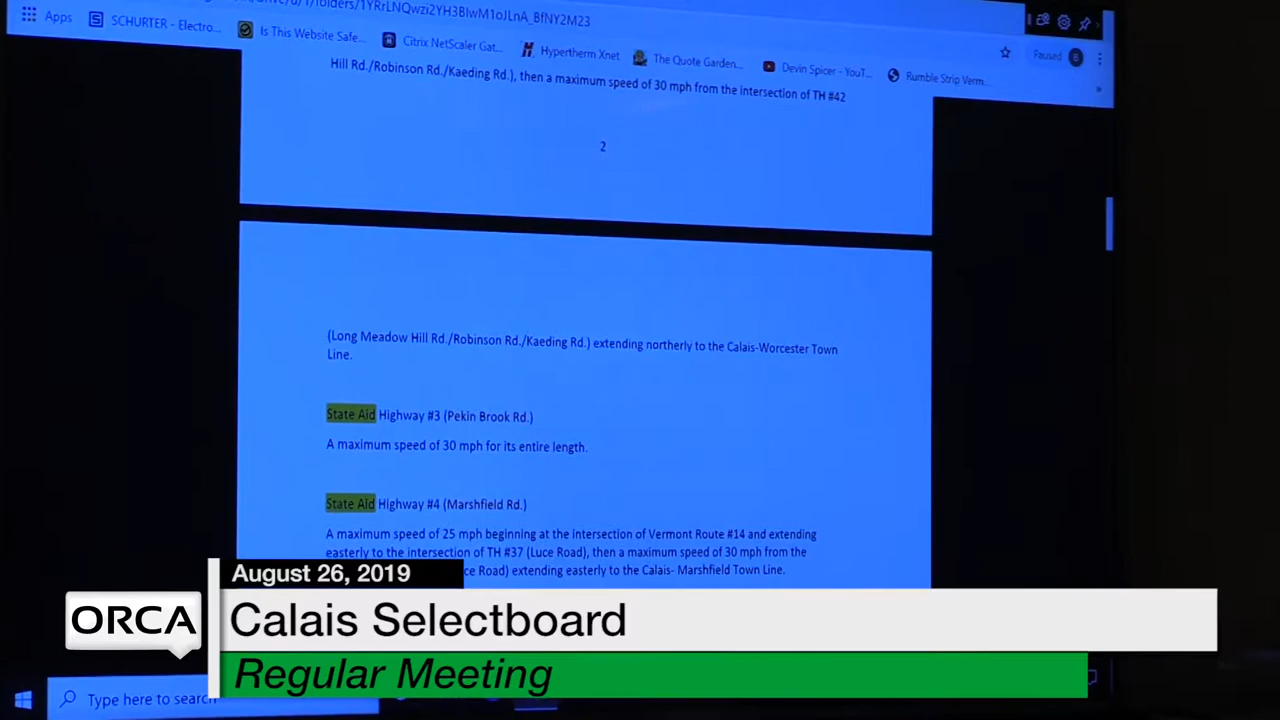 folders/1YRrLNQwzi2YH3BIwM1oJLnA_BfNY2M23
Apps
SCHURTER - Electro...
Is This Website Safe...
Citrix NetScaler Gat...
Hypertherm Xnet
The Quote Garden...
Devin Spicer - YouT...
Rumble Strip Verm...
»
Paused
B
Hill Rd./Robinson Rd./Kaeding Rd.), then a maximum speed of 30 mph from the intersection of TH #42
2
(Long Meadow Hill Rd./Robinson Rd./Kaeding Rd.) extending northerly to the Calais-Worcester Town
Line.
State Aid Highway #3 (Pekin Brook Rd.)
A maximum speed of 30 mph for its entire length.
State Aid Highway #4 (Marshfield Rd.)
A maximum speed of 25 mph beginning at the intersection of Vermont Route #14 and extending
easterly to the intersection of TH #37 (Luce Road), then a maximum speed of 30 mph from the
ce Road) extending easterly to the Calais- Marshfield Town Line.
August 26, 2019
ORCA
Calais Selectboard
Regular Meeting
Type here to search